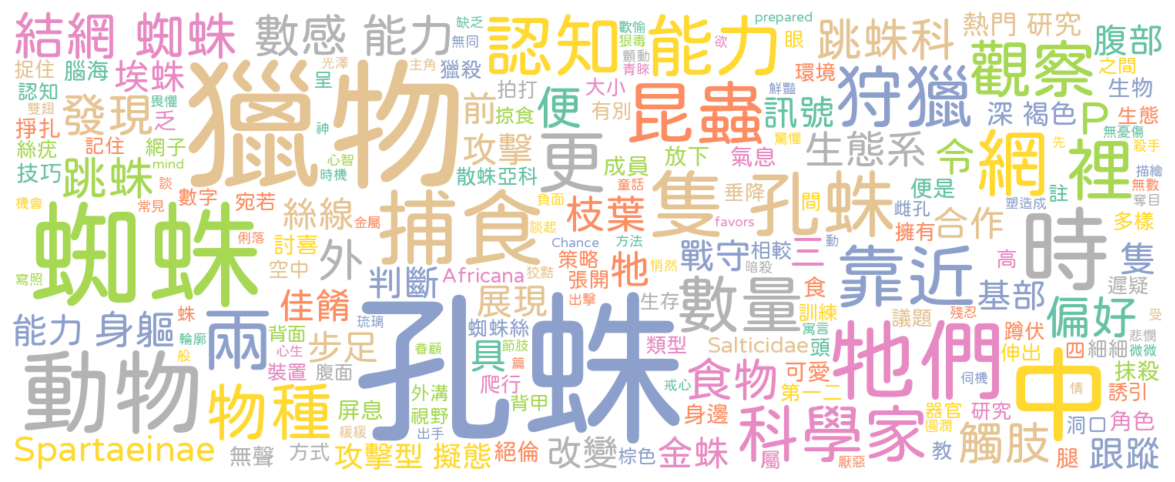 結網 蜘蛛
數感 能力
缺乏
無同
歡愉
狠毒
認知 能力
prepared
欲
眼
跳蛛科
熱門 研究
腹部
捉住
腦海
埃蛛
光澤
主角
獵殺
顫動
青睞
環境
狩獵
觀察
之間
生物
認知
呈
拍打
大小
鮮豔
雙翅
畏懼
發現
乏
獵物
前
掠食
便
有別
昆蟲
訊號
深 褐色
P
生態
掙扎
記住
神
攻擊
更
驚懼
生態系
令
網
裡
無憂傷
殺手
絲疣
網子
心智
時機
成員
放下
氣息
先
描繪
技巧
跳蛛
mind
談
散蛛亞科
童話
隻 孔蛛
垂降
間
便是
註
無數
奪目
機會
常見
數字
宛若
金屬
捕食
負面
談起
枝葉
favors
雌孔
合作
塑造成
多樣
蜘蛛
俐落
絲線
外
Chance
方法
牠
戰守
相較
三
擁有
動
時
寫照
討喜
空中
判斷
Africana
狡黠
出擊
策略
張開
悄然
暗殺
數量
食
靠近
高
遲疑
隻
佳餚
展現
生存
訓練
議題
基部
偏好
能力
身軀
蛛
輪廓
兩
背面
琉璃
眷顧
蜘蛛絲
節肢
具
寓言
類型
Salticidae
頭
牠們
殘忍
蹲伏
四
細細
悲憫
受
微微
動物
般
心生
裝置
腹面
步足
篇
爬行
戒心
食物
可愛
伺機
伸出
中
抹殺
物種
屏息
外溝
視野
背甲
身邊
第一二
科學家
器官
圓潤
研究
情
洞口
誘引
角色
Spartaeinae
無聲
緩緩
方式
出手
攻擊型 擬態
絕倫
改變
棕色
金蛛
屬
厭惡
教
觸肢
腿
跟蹤
孔蛛